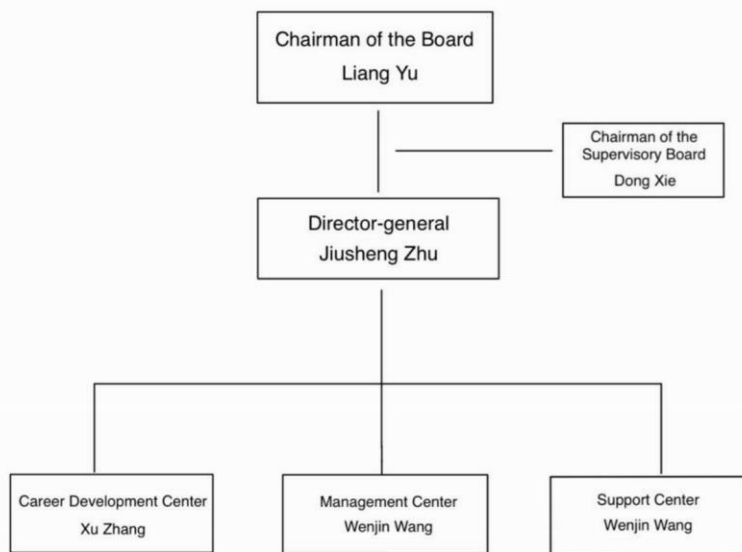 Chairman of the Board
Liang Yu
Chairman of the
Supervisory Board
Dong Xie
Director-general
Jiusheng Zhu
Career Development Center
Xu Zhang
Management Center
Wenjin Wang
Support Center
Wenjin Wang